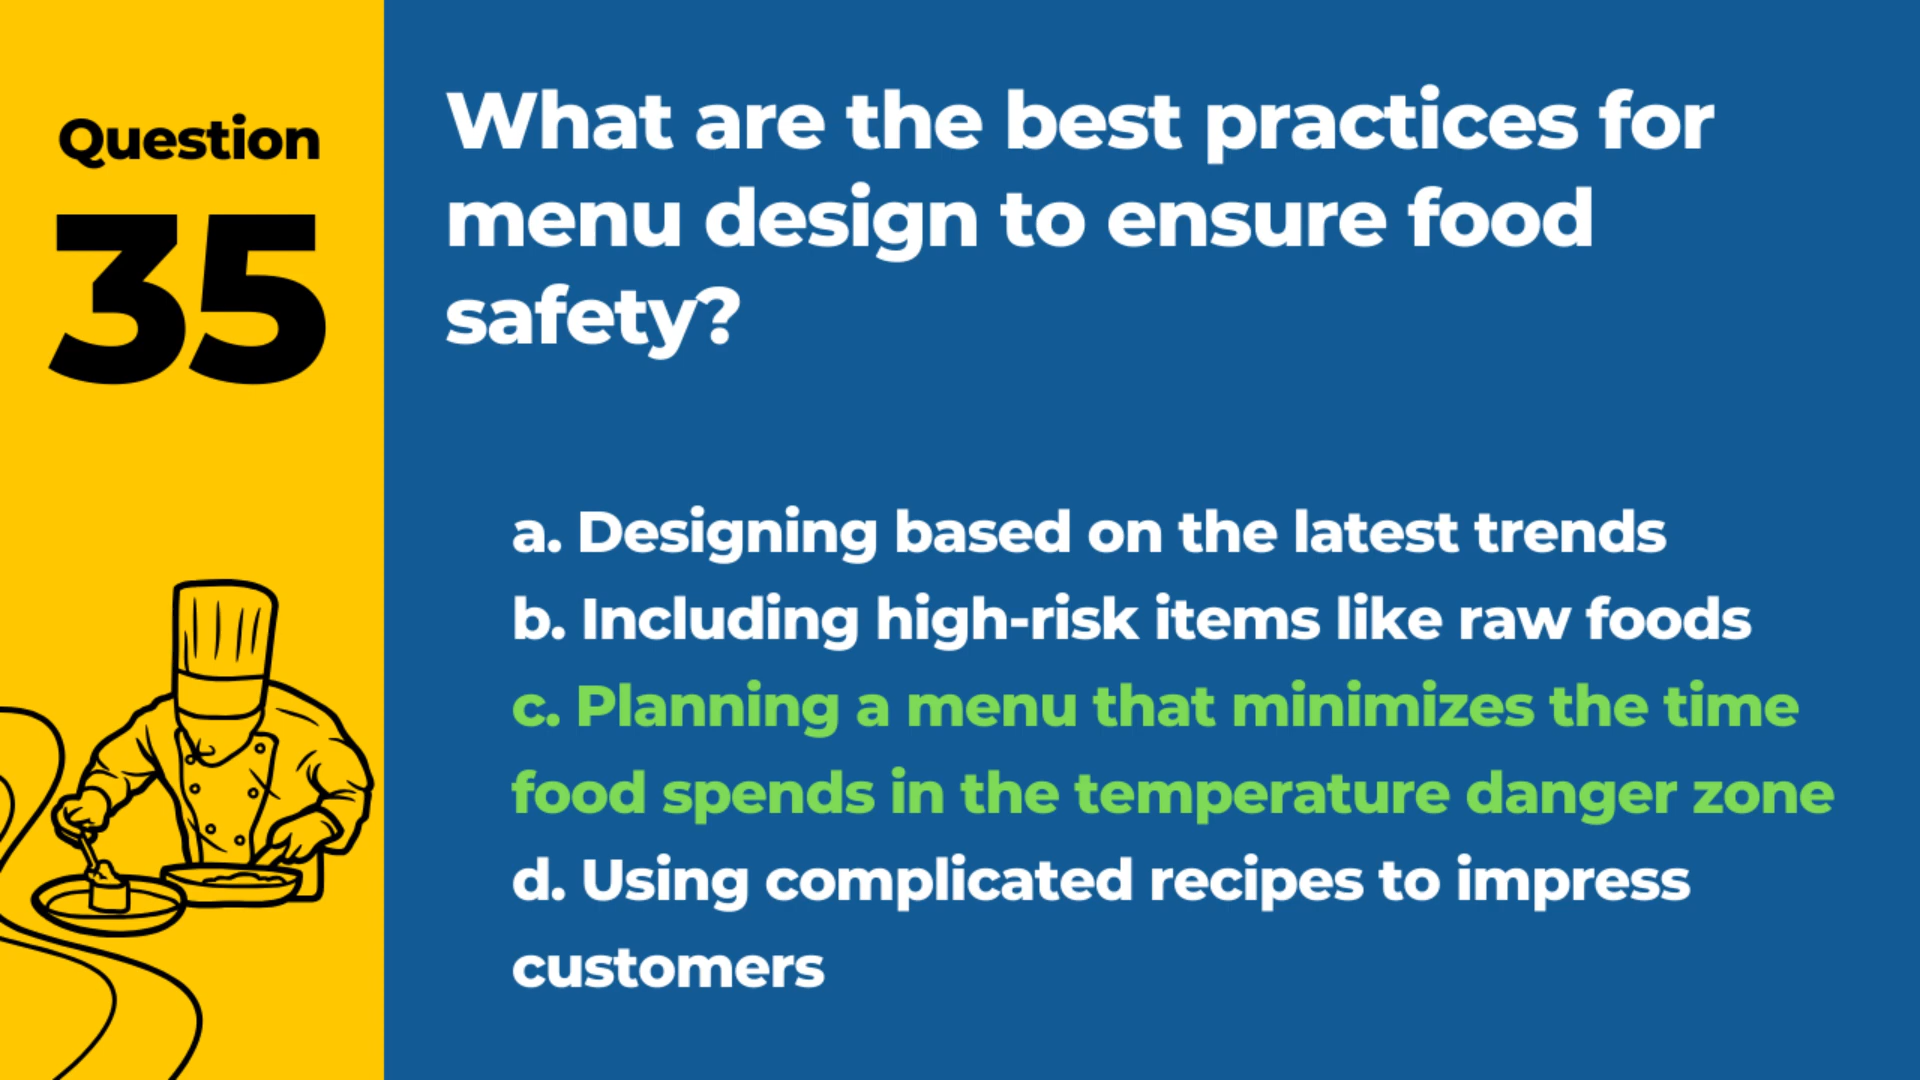 Question
35
What are the best practices for
menu design to ensure food
safety?
a. Designing based on the latest trends
b. Including high-risk items like raw foods
c. Planning a menu that minimizes the time
food spends in the temperature danger zone
d. Using complicated recipes to impress
customers